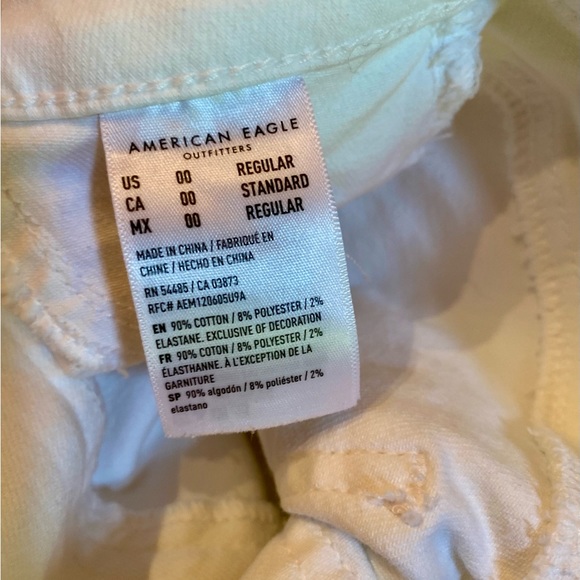 AMERICAN EAGLE
OUTFITTERS
US 00 REGULAR
CA 00 STANDARD
MX 00 REGULAR
MADE IN CHINA / FABRIQUÉ EN
CHINE / HECHO EN CHINA
RN 54485 / CA 03873
RFC# AEM120605U9A
EN 90% COTTON / 8% POLYESTER / 2%
ELASTANE. EXCLUSIVE OF DECORATION
FR 90% COTON / 8% POLYESTER / 2%
ÉLASTHANNE. À L'EXCEPTION DE LA
GARNITURE
SP 90% algodón / 8% poliéster / 2%
elastano